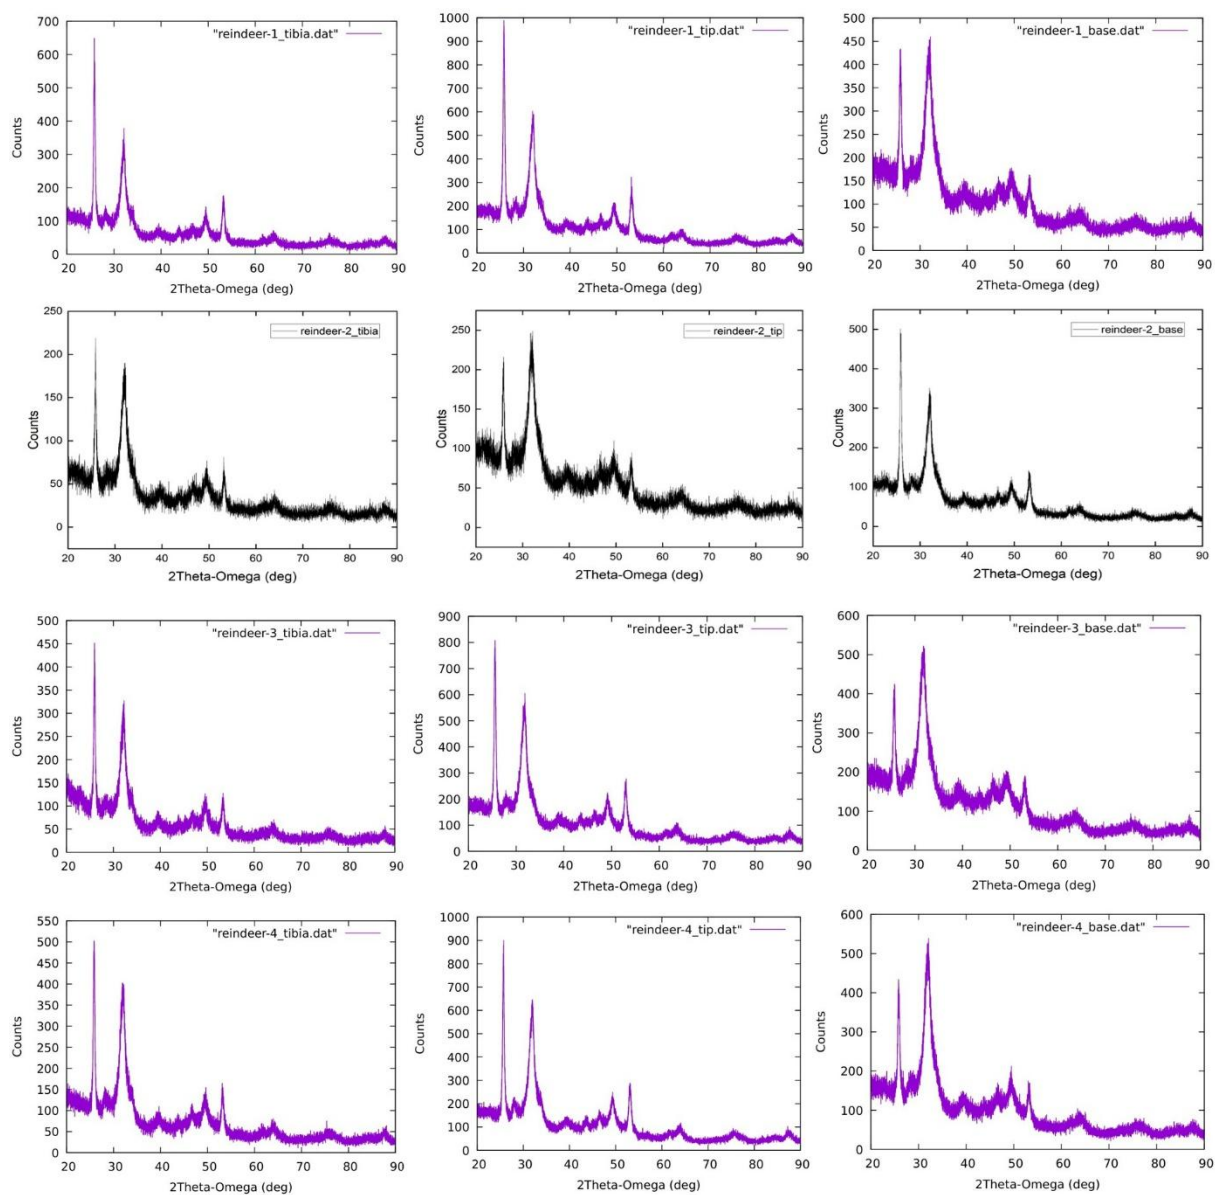 700
600
500
400
300
200
100
0
Counts
"reindeer-1_tibia.dat"
20 30 40 50 60 70 80 90
2Theta-Omega (deg)
1000
900
800
700
600
500
400
300
200
100
0
Counts
"reindeer-1_tip.dat"
20 30 40 50 60 70 80 90
2Theta-Omega (deg)
500
450
400
350
300
250
200
150
100
50
0
Counts
"reindeer-1_base.dat"
20 30 40 50 60 70 80 90
2Theta-Omega (deg)
250
200
150
100
50
0
Counts
reindeer-2_tibia
20 30 40 50 60 70 80 90
2Theta-Omega (deg)
250
200
150
100
50
0
Counts
reindeer-2_tip
20 30 40 50 60 70 80 90
2Theta-Omega (deg)
500
400
300
200
100
0
Counts
reindeer-2_base
20 30 40 50 60 70 80 90
2Theta-Omega (deg)
500
450
400
350
300
250
200
150
100
50
0
Counts
"reindeer-3_tibia.dat"
20 30 40 50 60 70 80 90
2Theta-Omega (deg)
900
800
700
600
500
400
300
200
100
0
Counts
"reindeer-3_tip.dat"
20 30 40 50 60 70 80 90
2Theta-Omega (deg)
600
500
400
300
200
100
0
Counts
"reindeer-3_base.dat"
20 30 40 50 60 70 80 90
2Theta-Omega (deg)
550
500
450
400
350
300
250
200
150
100
50
0
Counts
"reindeer-4_tibia.dat"
20 30 40 50 60 70 80 90
2Theta-Omega (deg)
1000
900
800
700
600
500
400
300
200
100
0
Counts
"reindeer-4_tip.dat"
20 30 40 50 60 70 80 90
2Theta-Omega (deg)
600
500
400
300
200
100
0
Counts
"reindeer-4_base.dat"
20 30 40 50 60 70 80 90
2Theta-Omega (deg)